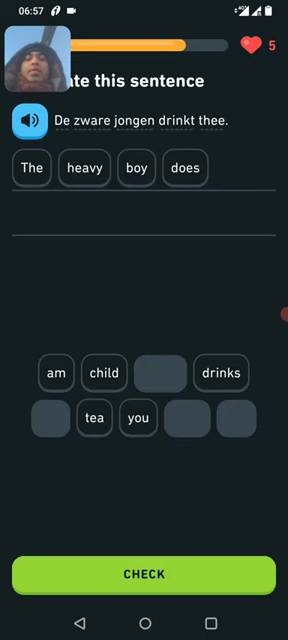 06:57
5
ate this sentence
De zware jongen drinkt thee.
The heavy boy does
am child drinks
tea you
CHECK